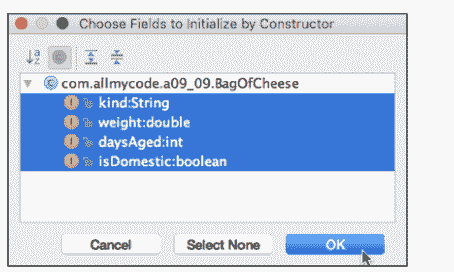 Choose Fields to Initialize by Constructor
com.allmycode.a09_09.BagOfCheese
kind:String
weight:double
daysAged:int
isDomestic:boolean
Cancel Select None OK